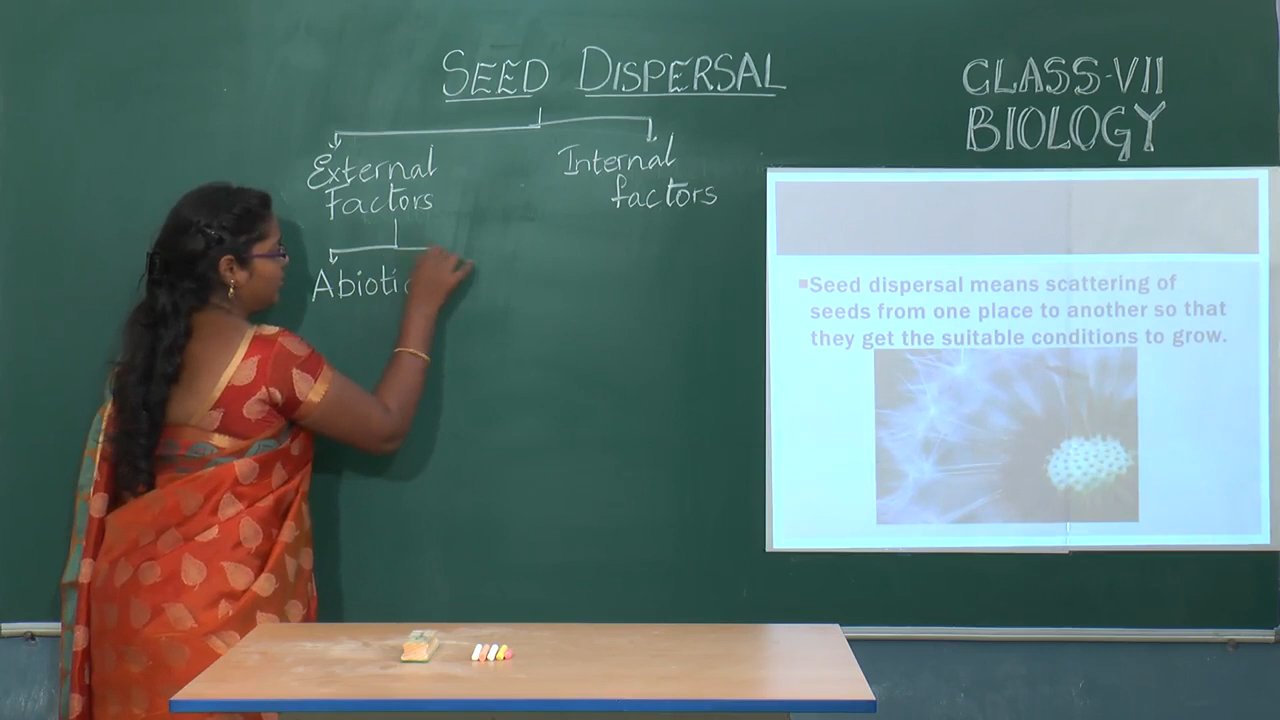 SEED DISPERSAL
External
Factors
Internal
factors
Abiotic
CLASS-VII
BIOLOGY
▪Seed dispersal means scattering of
seeds from one place to another so that
they get the suitable conditions to grow.